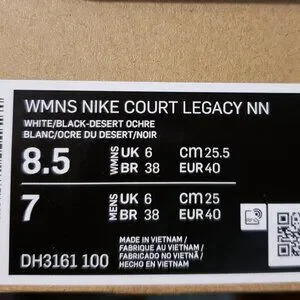 WMNS NIKE COURT LEGACY NN
WHITE/BLACK-DESERT OCHRE
BLANC/OCRE DU DESERT/NOIR
8.5 WMNS UK 6 CM 25.5
BR 38 EUR 40
7 MENS UK 6 CM 25
BR 38 EUR 40
MADE IN VIETNAM /
FABRIQUE AU VIETNAM /
FABRICADO NO VIETNÃ /
DH3161 100 HECHO EN VIETNAM